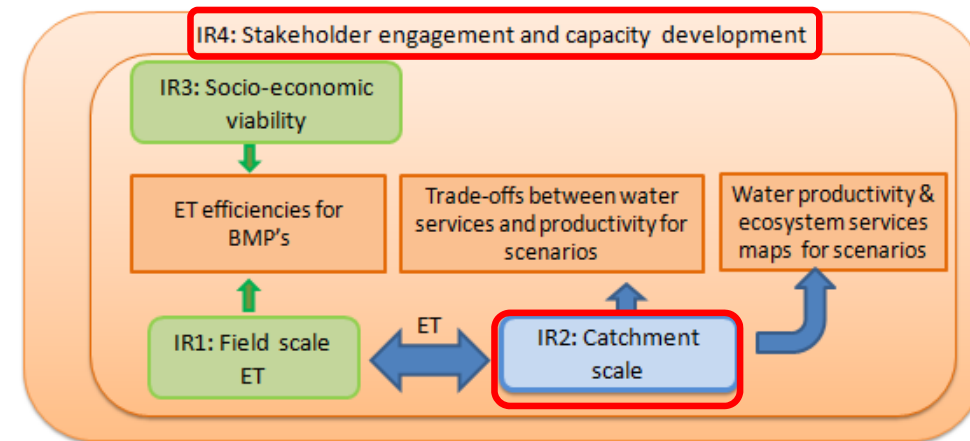 IR4: Stakeholder engagement and capacity development
IR3: Socio-economic
viability
ET efficiencies for
BMP's
Trade-offs between water
services and productivity for
scenarios
Water productivity &
ecosystem services
maps for scenarios
IR1: Field scale
ET
ET
IR2: Catchment
scale